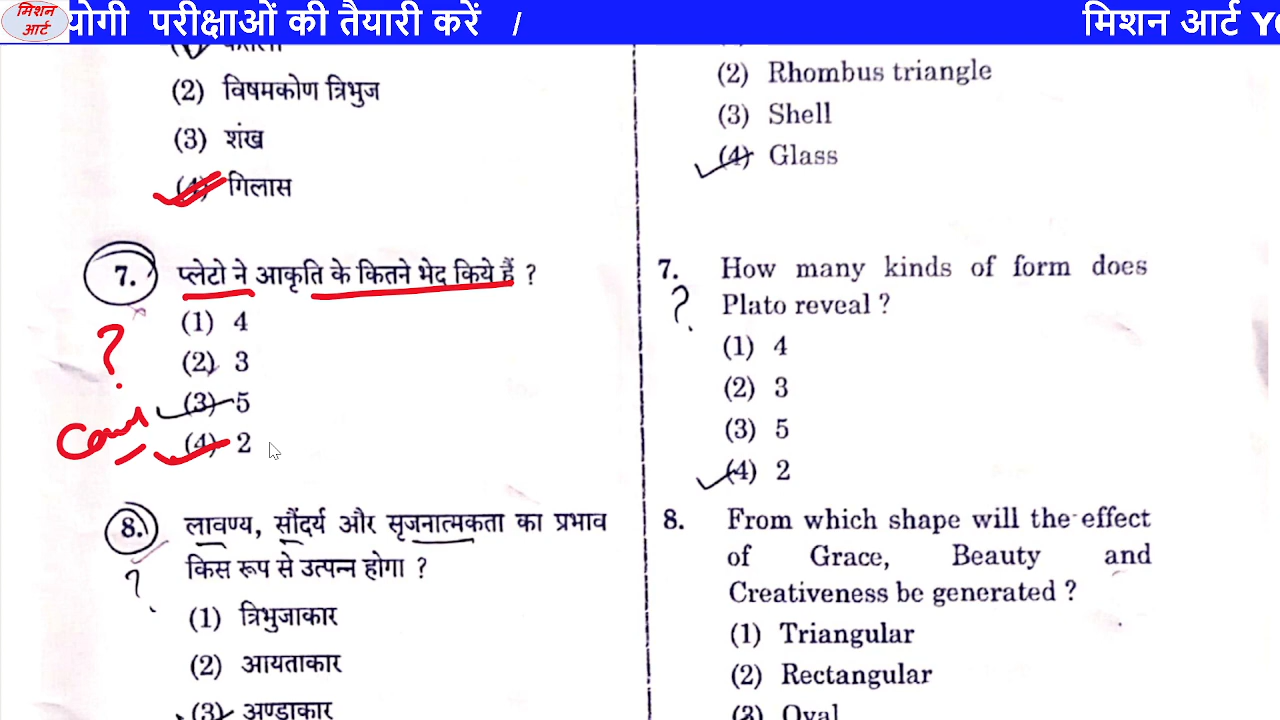 मिशन
आर्ट
योगी परीक्षाओं की तैयारी करें /
मिशन आर्ट
(2) विषमकोण त्रिभुज
(3) शंख
(4) गिलास
7. प्लेटो ने आकृति के कितने भेद किये हैं ?
(1) 4
(2) 3
(3) 5
(4) 2
?
8. लावण्य, सौंदर्य और सृजनात्मकता का प्रभाव
किस रूप से उत्पन्न होगा ?
?
(1) त्रिभुजाकार
(2) आयताकार
(3) अण्डाकार
(2) Rhombus triangle
(3) Shell
(4) Glass
7. How many kinds of form does
Plato reveal ?
?
(1) 4
(2) 3
(3) 5
(4) 2
8. From which shape will the effect
of Grace, Beauty and
Creativeness be generated ?
(1) Triangular
(2) Rectangular
(3) Oval